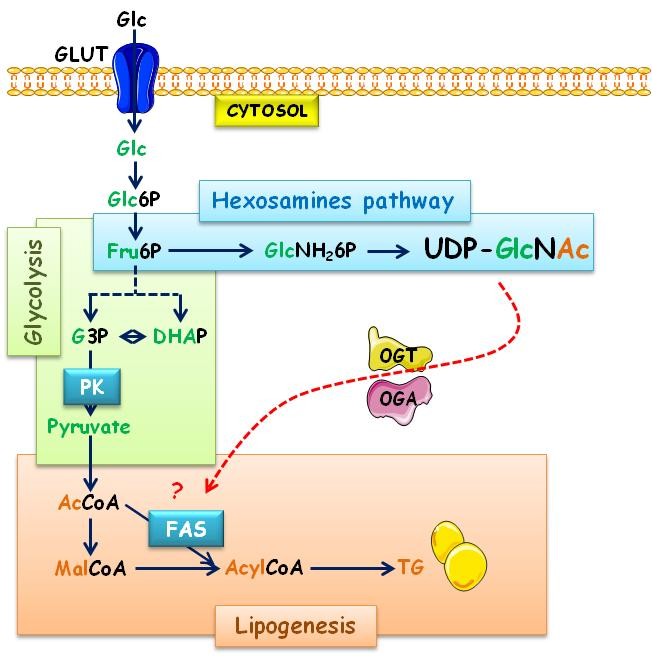 Glc
GLUT
CYTOSOL
Glc
Glc6P
Hexosamines pathway
Fru6P
GlcNH₂6P
UDP-GlcNAc
Glycolysis
G3P
DHAP
OGT
PK
OGA
Pyruvate
?
AcCoA
FAS
MalCoA
AcylCoA
TG
Lipogenesis